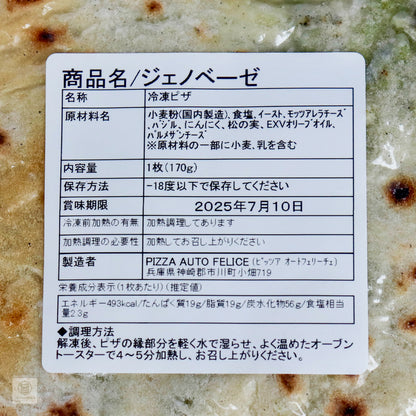 商品名/ジェノベーゼ
名称 冷凍ピザ
原材料名 小麦粉(国内製造)、食塩、イースト、モッツアレラチーズ、
バジル、にんにく、松の実、EXVオリーブオイル、
パルメザンチーズ
※原材料の一部に小麦、乳を含む
内容量 1枚(170g)
保存方法 -18度以下で保存してください
賞味期限 2025年7月10日
冷凍前加熱の有無 加熱調理してあります
加熱調理の必要性 加熱してお召し上がりください
製造者 PIZZA AUTO FELICE (ピッツア オートフェリーチェ)
兵庫県神崎郡市川町小畑719
栄養成分表示(1枚あたり)(推定値)
エネルギー493kcal/たんぱく質19g/脂質19g/炭水化物56g/食塩相当
量2.3g
◆調理方法
解凍後、ピザの縁部分を軽く水で湿らせ、よく温めたオーブン
トースターで4～5分加熱し、お召し上がりください。